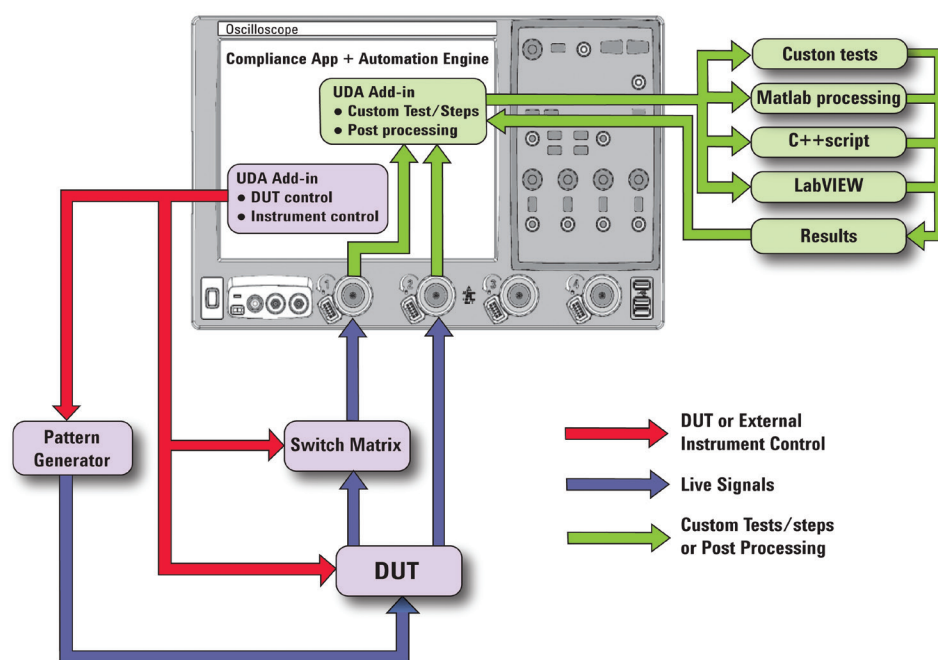 Oscilloscope
Compliance App + Automation Engine
UDA Add-in
● Custom Test/Steps
● Post processing
UDA Add-in
● DUT control
● Instrument control
Custon tests
Matlab processing
C++script
LabVIEW
Results
1
2
3
4
Pattern
Generator
Switch Matrix
DUT
DUT or External
Instrument Control
Live Signals
Custom Tests/steps
or Post Processing